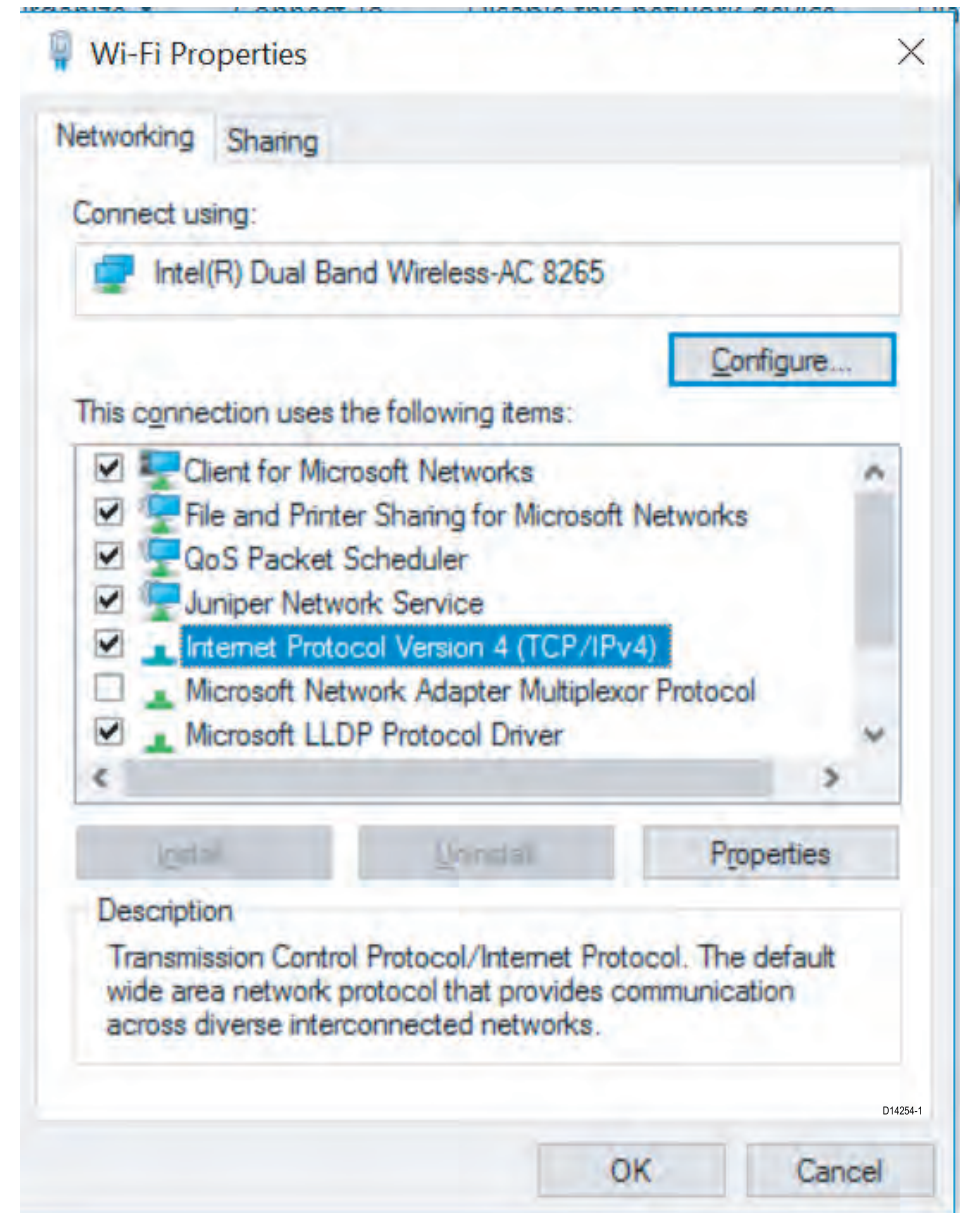 Wi-Fi Properties
Networking Sharing
Connect using:
Intel(R) Dual Band Wireless-AC 8265
Configure...
This connection uses the following items:
Client for Microsoft Networks
File and Printer Sharing for Microsoft Networks
QoS Packet Scheduler
Juniper Network Service
Internet Protocol Version 4 (TCP/IPv4)
Microsoft Network Adapter Multiplexor Protocol
Microsoft LLDP Protocol Driver
Install... Uninstall Properties
Description
Transmission Control Protocol/Internet Protocol. The default
wide area network protocol that provides communication
across diverse interconnected networks.
D14254-1
OK Cancel